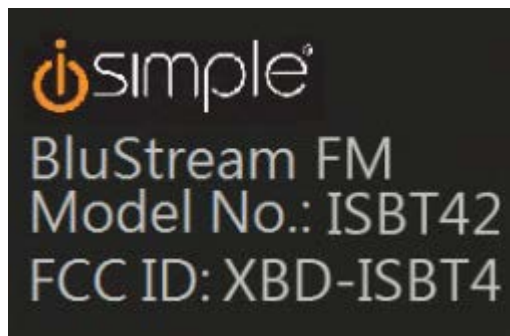 isimple®
BluStream FM
Model No.: ISBT42
FCC ID: XBD-ISBT4